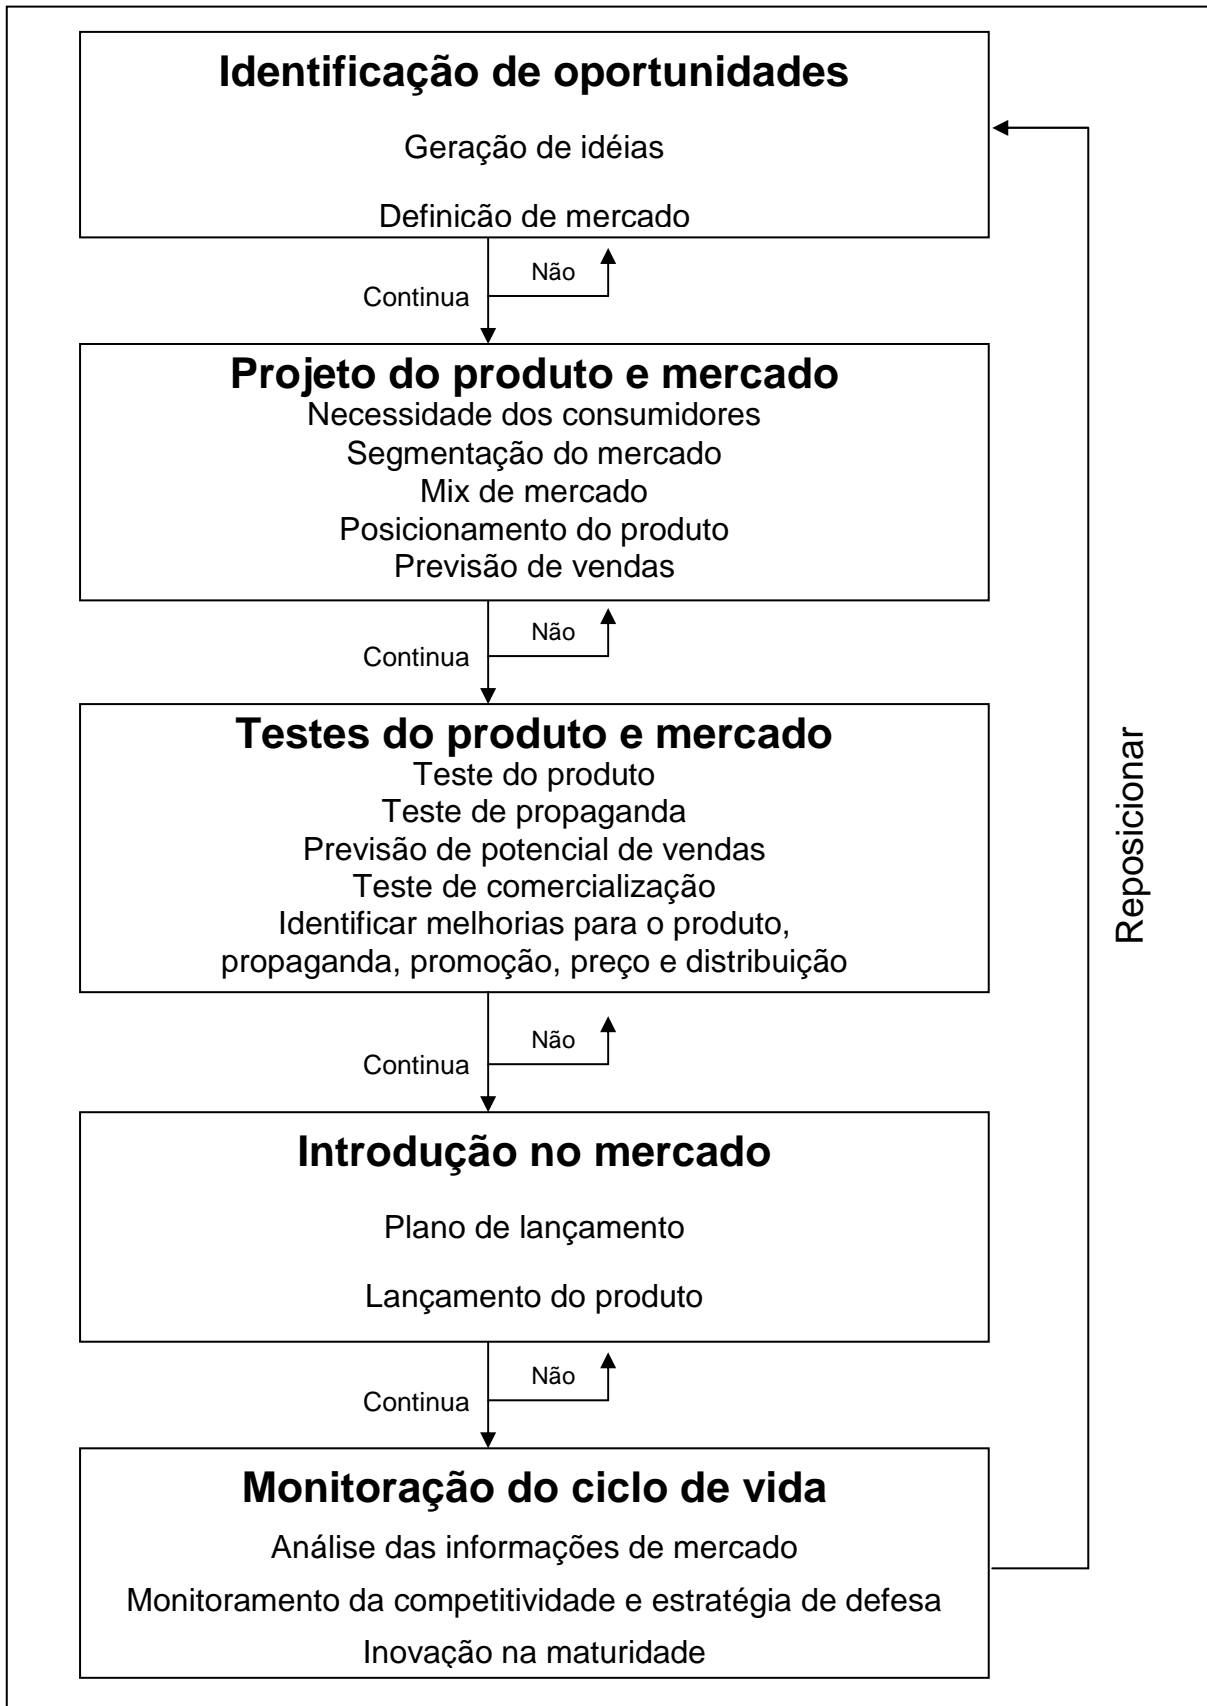 Identificação de oportunidades
Geração de idéias
Definicão de mercado
Não
Continua
Projeto do produto e mercado
Necessidade dos consumidores
Segmentação do mercado
Mix de mercado
Posicionamento do produto
Previsão de vendas
Não
Continua
Testes do produto e mercado
Teste do produto
Teste de propaganda
Previsão de potencial de vendas
Teste de comercialização
Identificar melhorias para o produto,
propaganda, promoção, preço e distribuição
Não
Continua
Introdução no mercado
Plano de lançamento
Lançamento do produto
Não
Continua
Monitoração do ciclo de vida
Análise das informações de mercado
Monitoramento da competitividade e estratégia de defesa
Inovação na maturidade
Reposicionar